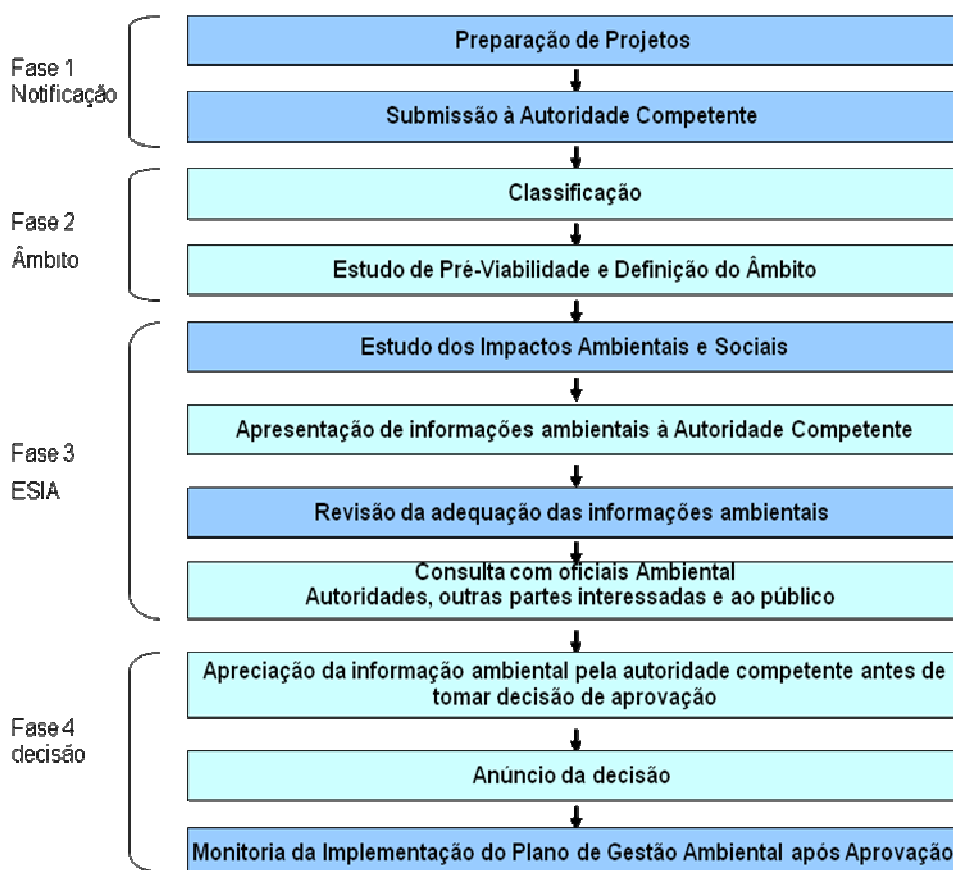 Fase 1
Notificação
Preparação de Projetos
Submissão à Autoridade Competente
Fase 2
Âmbito
Classificação
Estudo de Pré-Viabilidade e Definição do Âmbito
Fase 3
ESIA
Estudo dos Impactos Ambientais e Sociais
Apresentação de informações ambientais à Autoridade Competente
Revisão da adequação das informações ambientais
Consulta com oficiais Ambiental
Autoridades, outras partes interessadas e ao público
Fase 4
decisão
Apreciação da informação ambiental pela autoridade competente antes de
tomar decisão de aprovação
Anúncio da decisão
Monitoria da Implementação do Plano de Gestão Ambiental após Aprovação